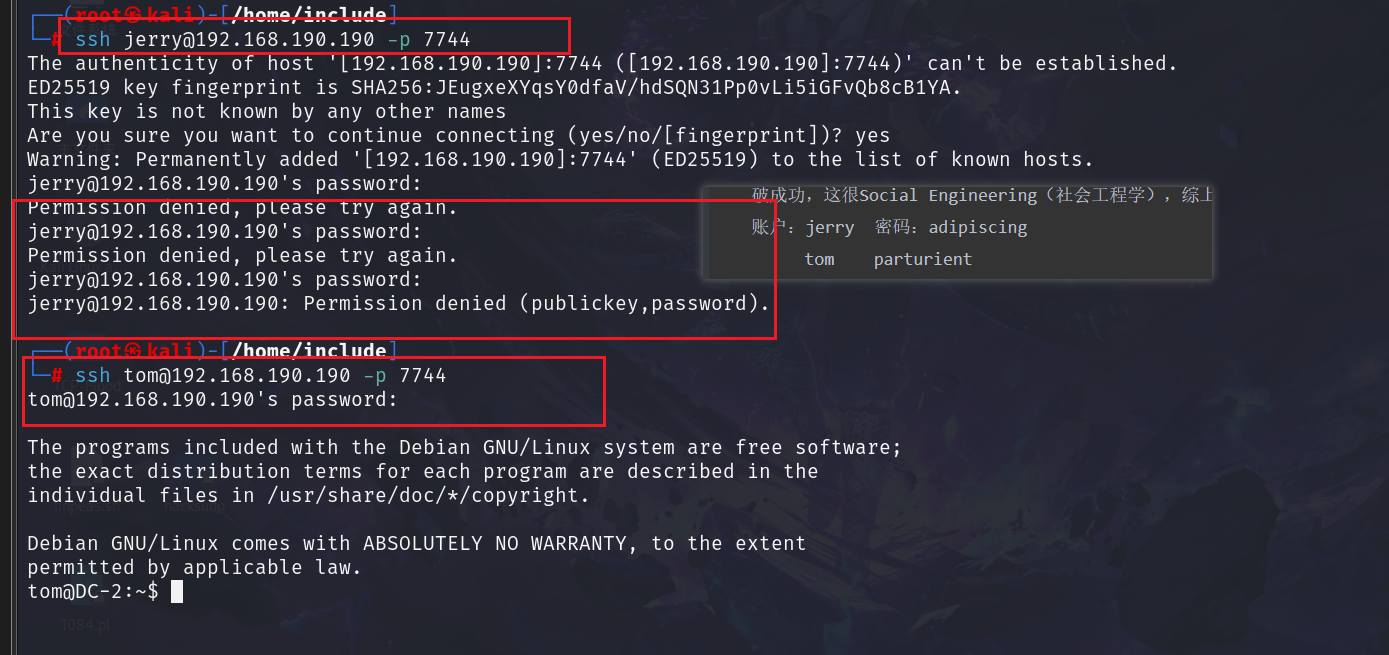 ┌──(root㉿kali)-[/home/include]
└─# ssh jerry@192.168.190.190 -p 7744
The authenticity of host '[192.168.190.190]:7744 ([192.168.190.190]:7744)' can't be established.
ED25519 key fingerprint is SHA256:JEugxeXYqsY0dfaV/hdSQN31Pp0vLi5iGFvQb8cB1YA.
This key is not known by any other names
Are you sure you want to continue connecting (yes/no/[fingerprint])? yes
Warning: Permanently added '[192.168.190.190]:7744' (ED25519) to the list of known hosts.
jerry@192.168.190.190's password:
Permission denied, please try again.
jerry@192.168.190.190's password:
Permission denied, please try again.
jerry@192.168.190.190's password:
jerry@192.168.190.190: Permission denied (publickey,password).
破成功，这很Social Engineering（社会工程学），综上
账户：jerry 密码：adipiscing
tom parturient
┌──(root㉿kali)-[/home/include]
└─# ssh tom@192.168.190.190 -p 7744
tom@192.168.190.190's password:
The programs included with the Debian GNU/Linux system are free software;
the exact distribution terms for each program are described in the
individual files in /usr/share/doc/*/copyright.
Debian GNU/Linux comes with ABSOLUTELY NO WARRANTY, to the extent
permitted by applicable law.
tom@DC-2:~$
1084.pl